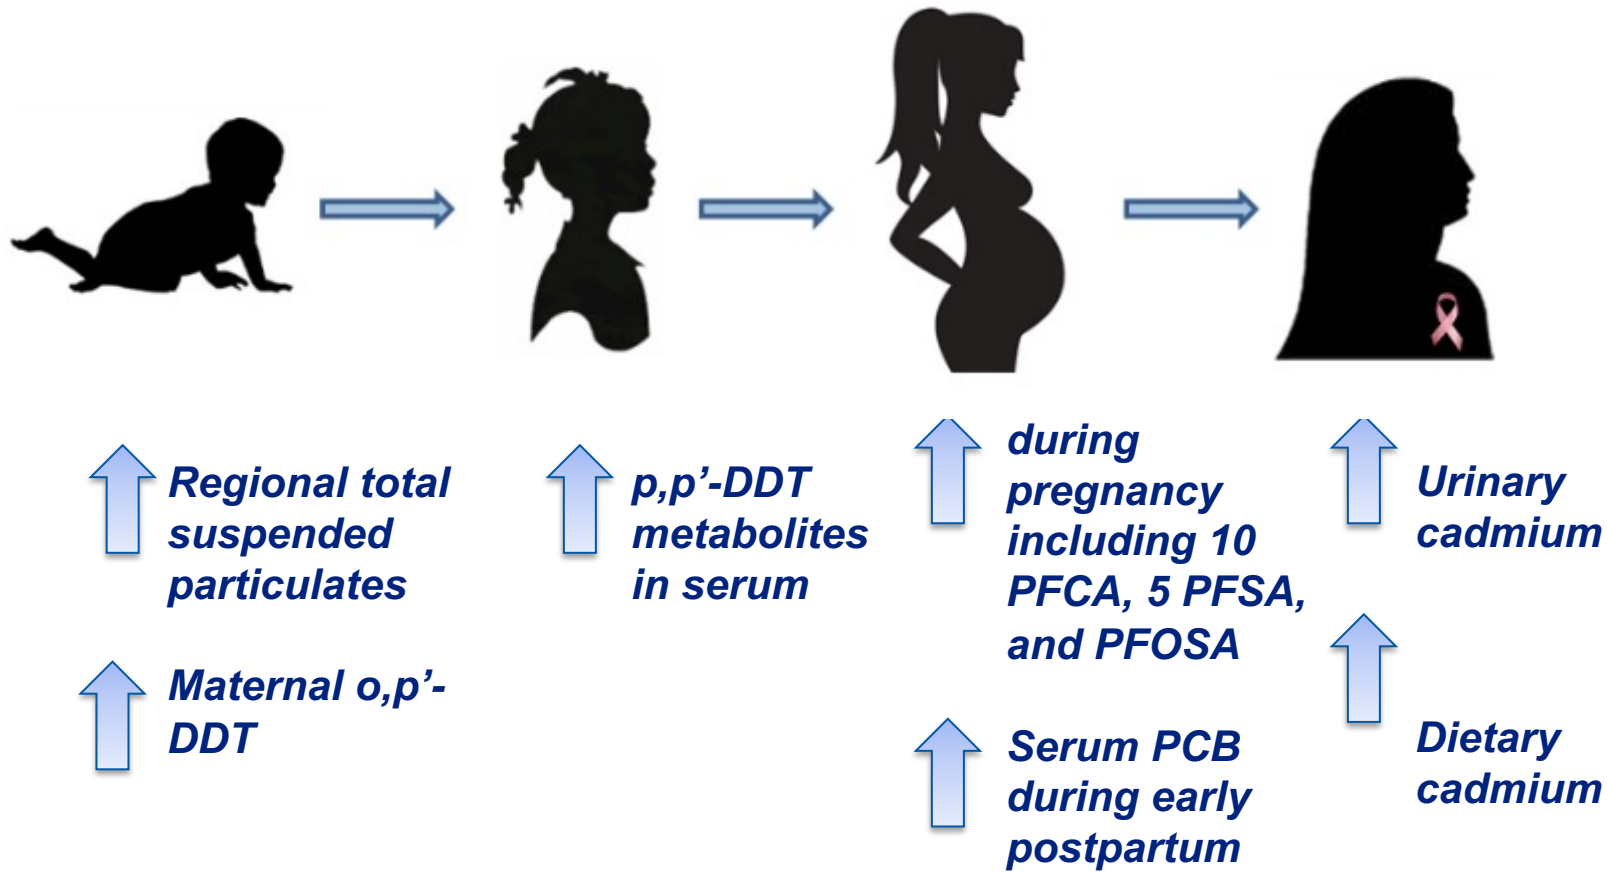 Regional total
suspended
particulates
Maternal o,p’-
DDT
p,p’-DDT
metabolites
in serum
during
pregnancy
including 10
PFCA, 5 PFSA,
and PFOSA
Serum PCB
during early
postpartum
Urinary
cadmium
Dietary
cadmium